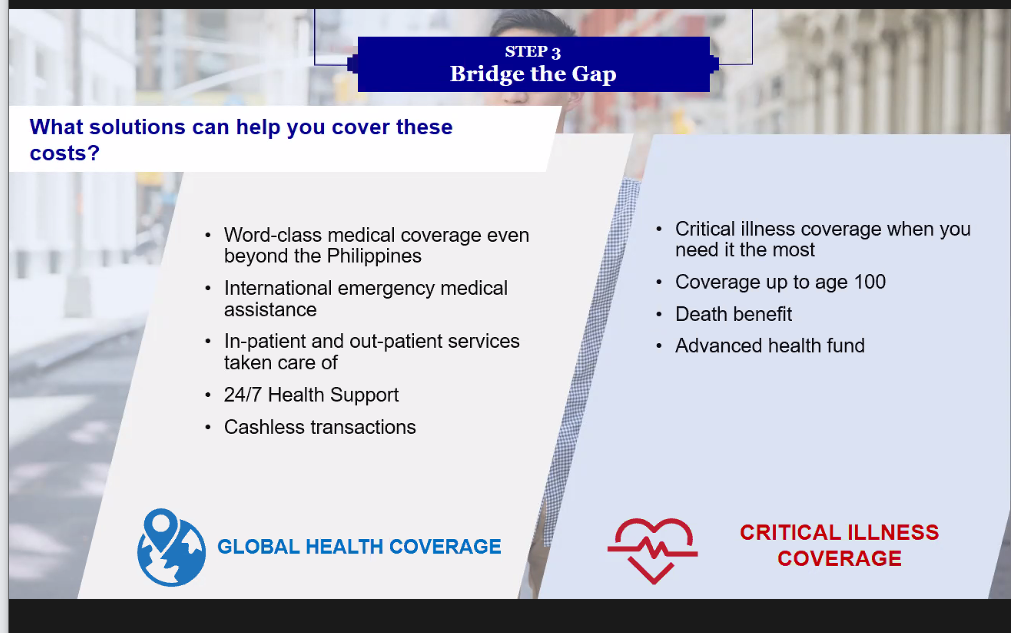 STEP 3
Bridge the Gap
What solutions can help you cover these
costs?
• Word-class medical coverage even
beyond the Philippines
• International emergency medical
assistance
• In-patient and out-patient services
taken care of
• 24/7 Health Support
• Cashless transactions
GLOBAL HEALTH COVERAGE
• Critical illness coverage when you
need it the most
• Coverage up to age 100
• Death benefit
• Advanced health fund
CRITICAL ILLNESS
COVERAGE